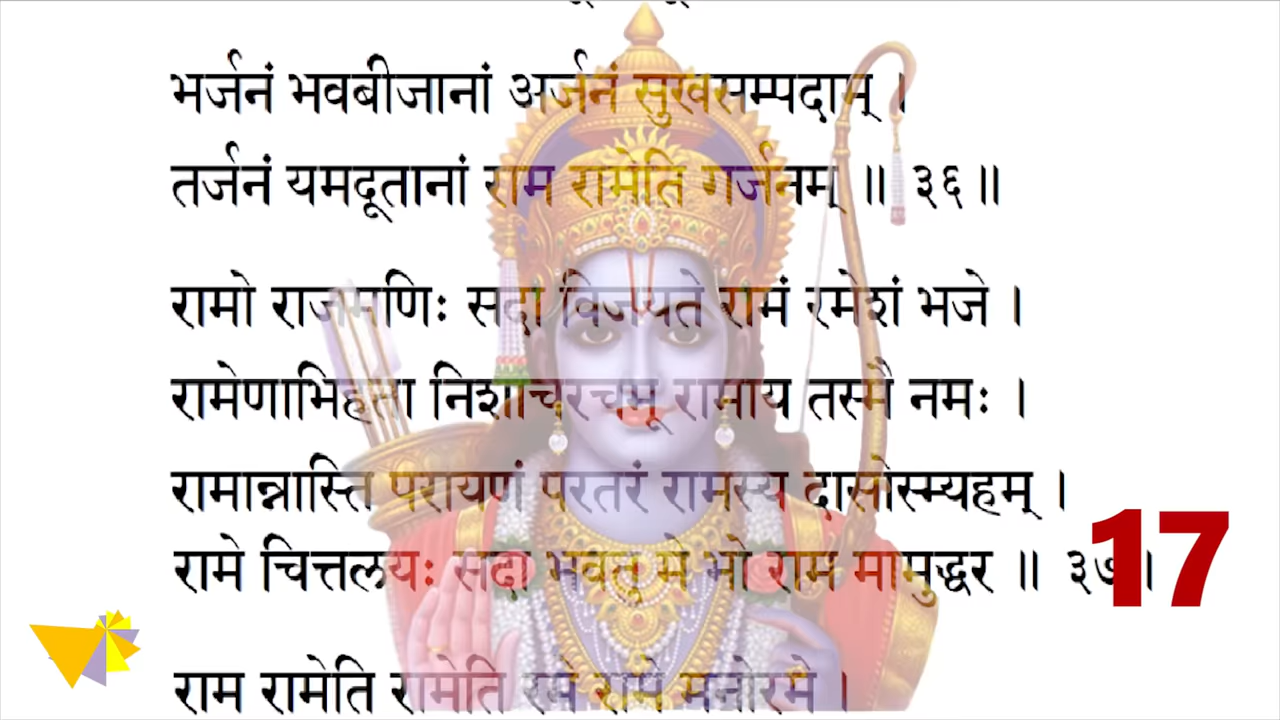 भर्जनं भवबीजानां अर्जनं सुखसम्पदाम् ।
तर्जनं यमदूतानां राम रामेति गर्जनम् ॥ ३६॥
रामो राजमणिः सदा विजयते रामं रमेशं भजे ।
रामेणाभिहता निशाचरचमू रामाय तस्मै नमः ।
रामान्नास्ति परायणं परतरं रामस्य दासोस्म्यहम् ।
रामे चित्तलयः सदा भवतु मे भो राम मामुद्धर ॥ ३७॥
17
राम रामेति रामेति रमे रामे मनोरमे ।